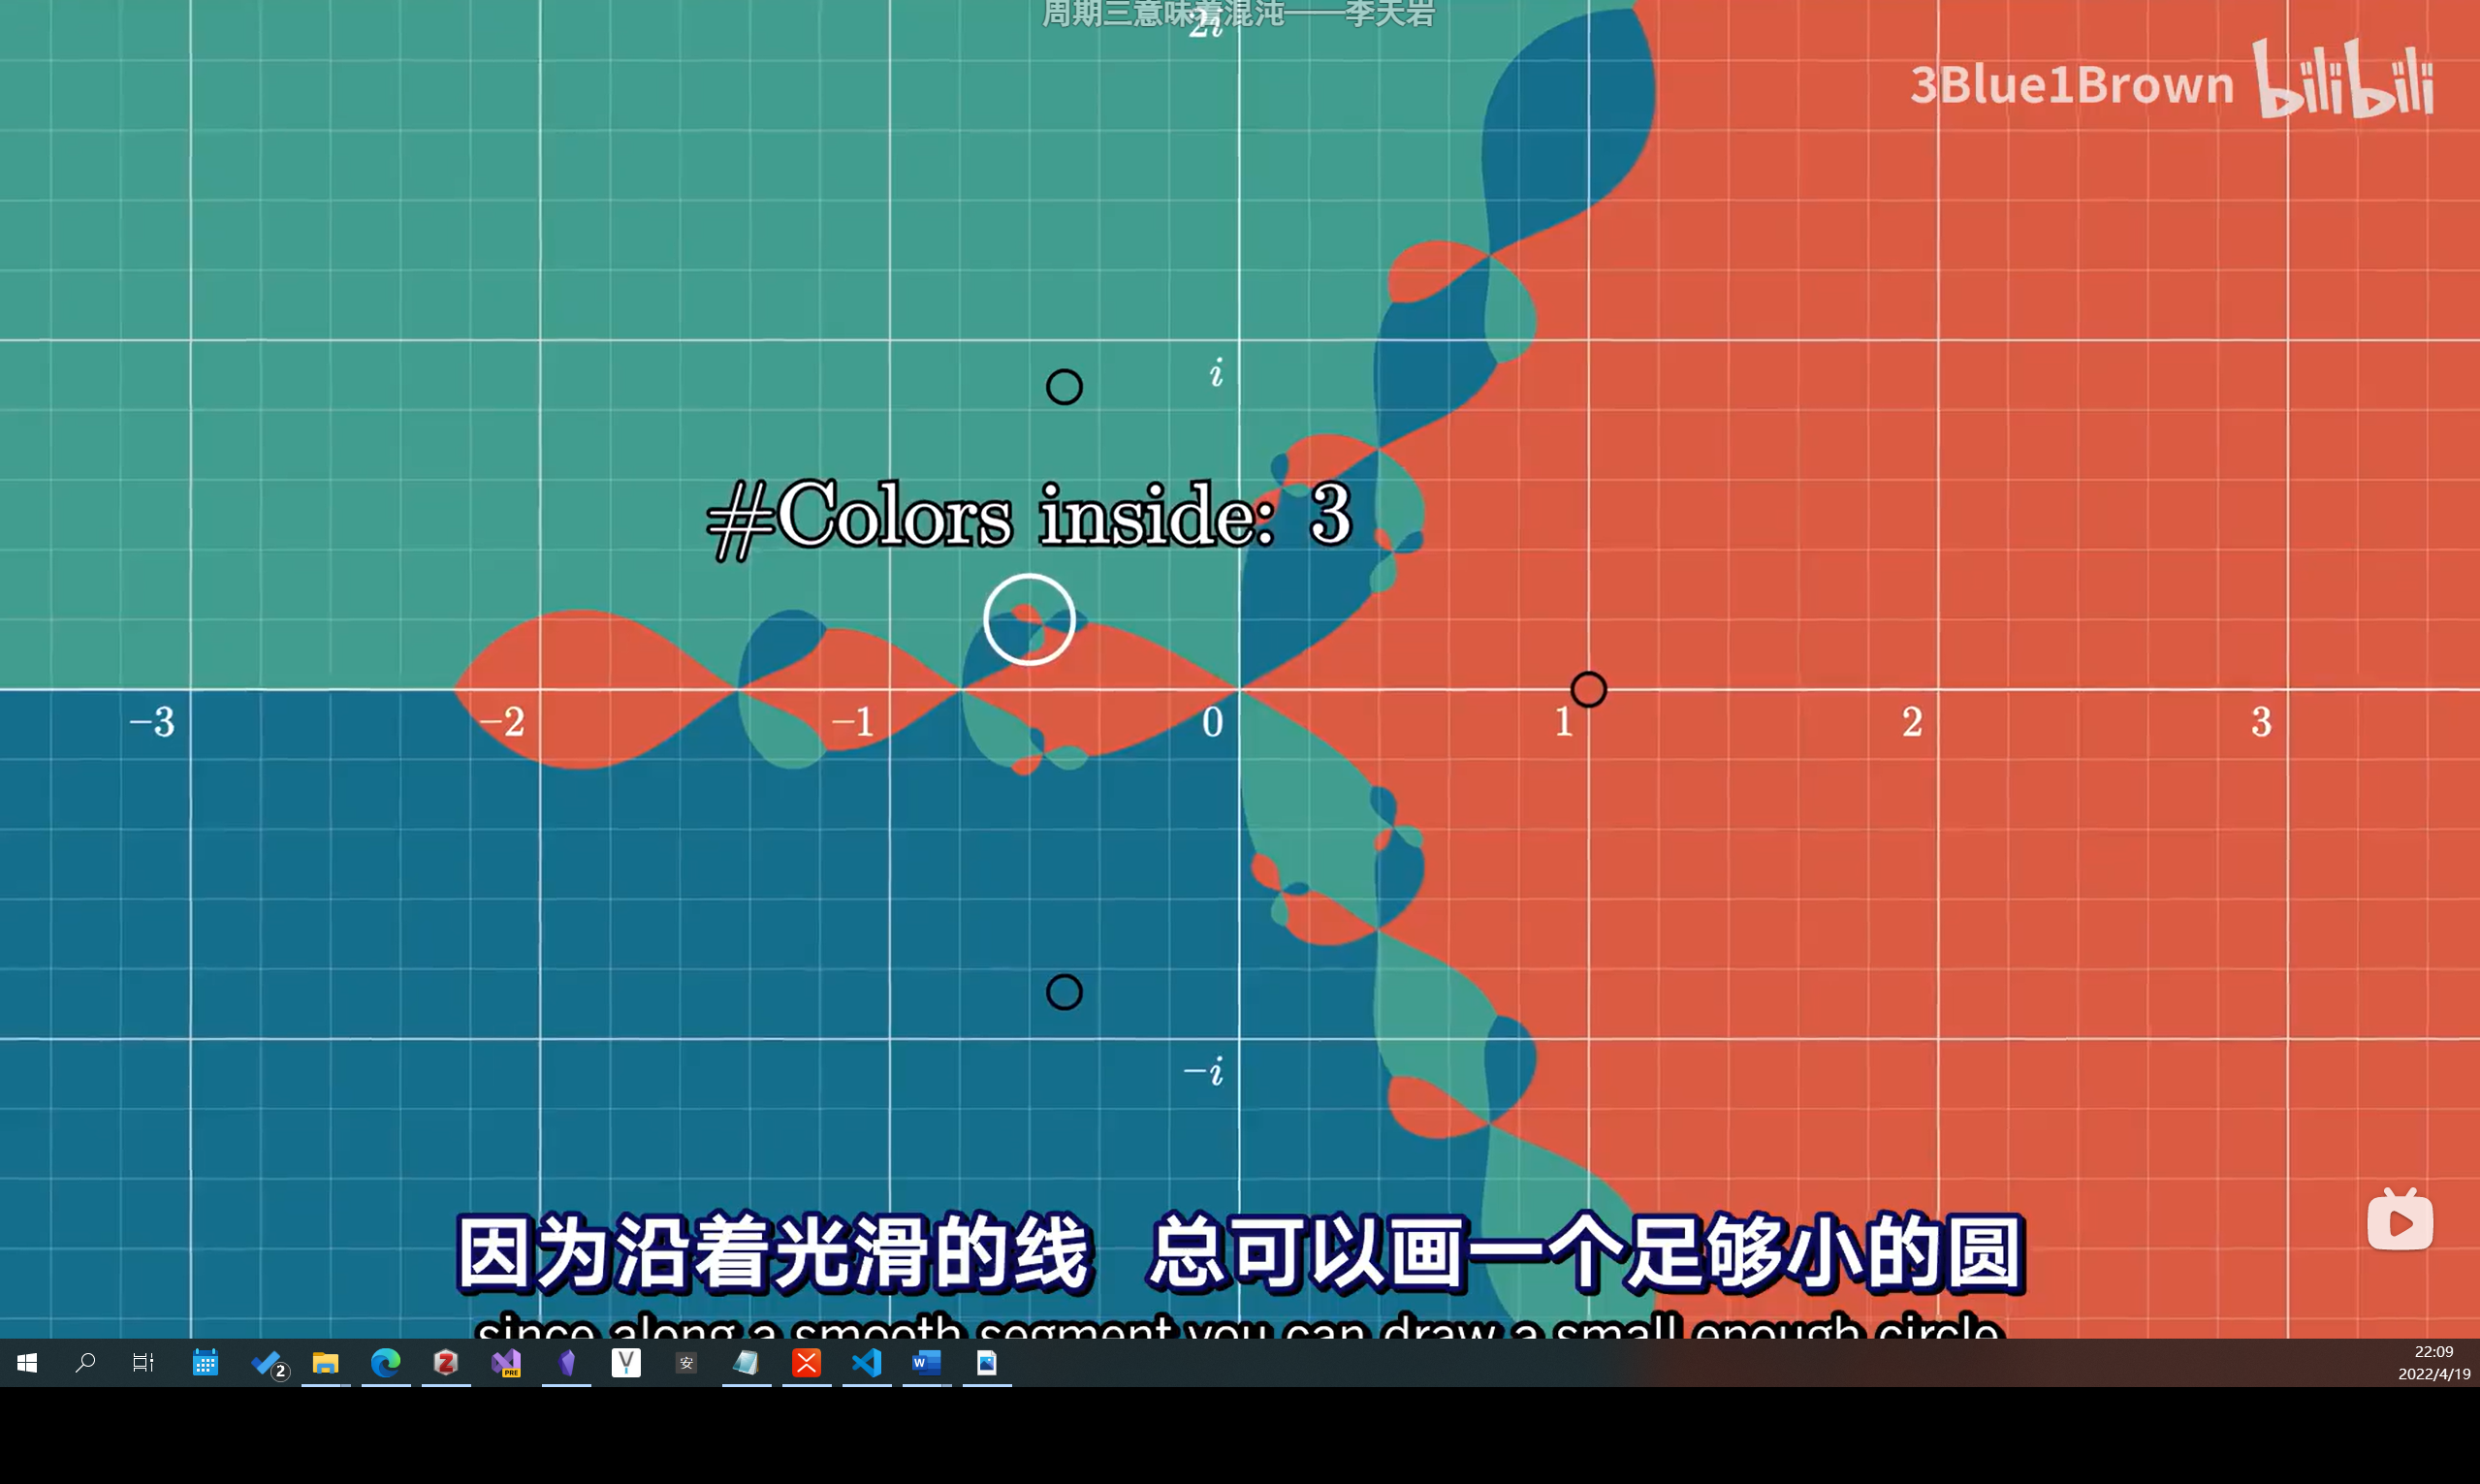 周期三意味着混沌——李天岩
2i
3Blue1Brown bilibili
i
#Colors inside: 3
−3
−2
−1
0
1
2
3
−i
因为沿着光滑的线 总可以画一个足够小的圆
since along a smooth segment you can draw a small enough circle
2
Z
PRE
Y
安
W
22:09
2022/4/19